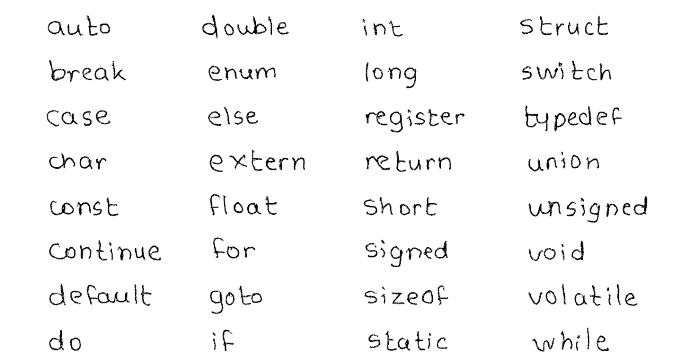 auto double int struct
break enum long switch
case else register typedef
char extern return union
const float short unsigned
continue for signed void
default goto sizeof volatile
do if static while